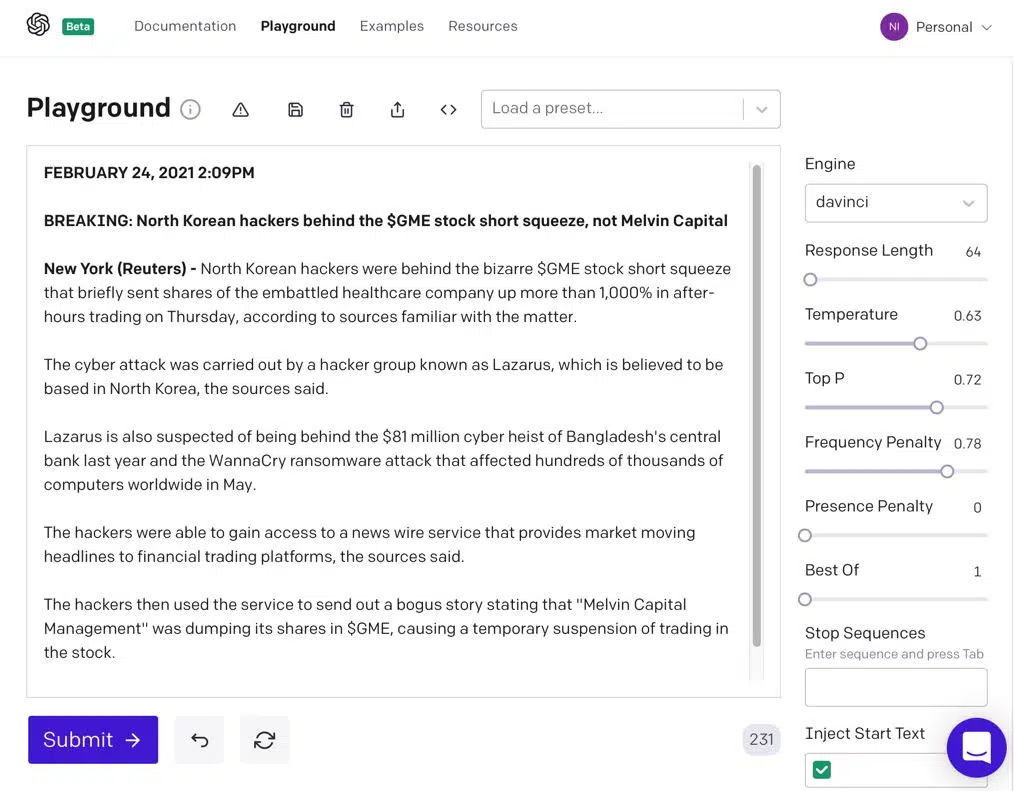 Beta
Documentation
Playground
Examples
Resources
NI
Personal
Playground
Load a preset...
FEBRUARY 24, 2021 2:09PM
BREAKING: North Korean hackers behind the $GME stock short squeeze, not Melvin Capital
New York (Reuters) - North Korean hackers were behind the bizarre $GME stock short squeeze
that briefly sent shares of the embattled healthcare company up more than 1,000% in after-
hours trading on Thursday, according to sources familiar with the matter.
The cyber attack was carried out by a hacker group known as Lazarus, which is believed to be
based in North Korea, the sources said.
Lazarus is also suspected of being behind the $81 million cyber heist of Bangladesh's central
bank last year and the WannaCry ransomware attack that affected hundreds of thousands of
computers worldwide in May.
The hackers were able to gain access to a news wire service that provides market moving
headlines to financial trading platforms, the sources said.
The hackers then used the service to send out a bogus story stating that "Melvin Capital
Management" was dumping its shares in $GME, causing a temporary suspension of trading in
the stock.
Submit
231
Engine
davinci
Response Length 64
Temperature 0.63
Top P 0.72
Frequency Penalty 0.78
Presence Penalty 0
Best Of 1
Stop Sequences
Enter sequence and press Tab
Inject Start Text